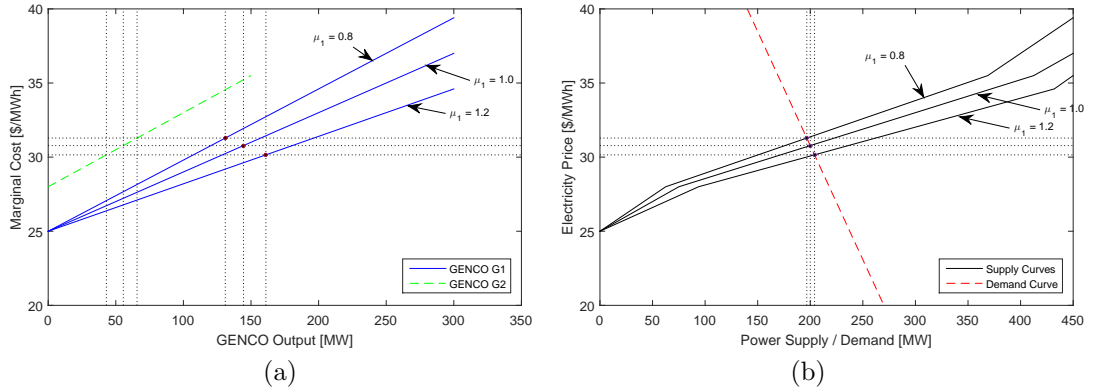 40
35
30
25
20
Marginal Cost [$/MWh]
μ1 = 0.8
μ1 = 1.0
μ1 = 1.2
GENCO G1
GENCO G2
0 50 100 150 200 250 300 350
GENCO Output [MW]
(a)
40
35
30
25
20
Electricity Price [$/MWh]
μ1 = 0.8
μ1 = 1.0
μ1 = 1.2
Supply Curves
Demand Curve
0 50 100 150 200 250 300 350 400 450
Power Supply / Demand [MW]
(b)